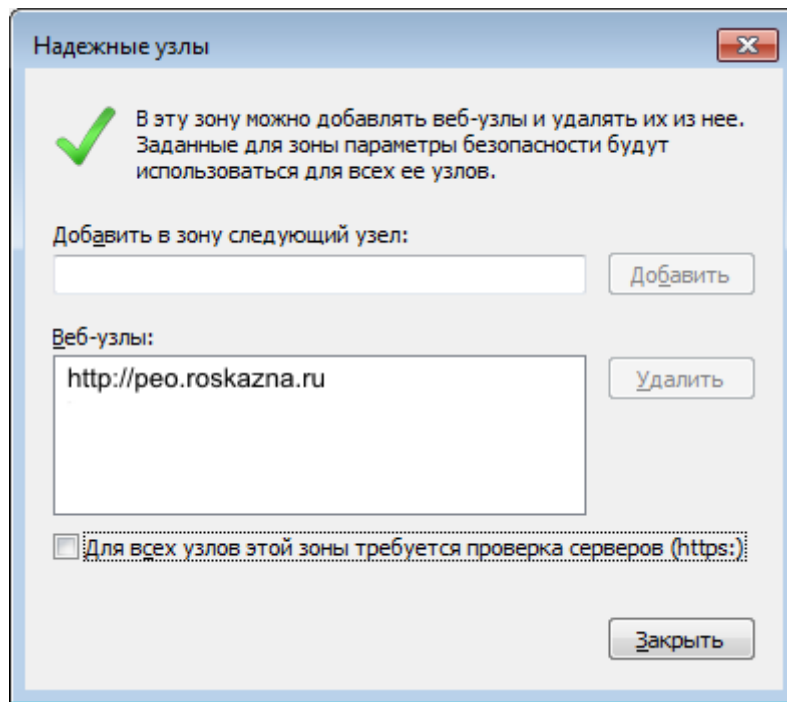 Надежные узлы
В эту зону можно добавлять веб-узлы и удалять их из нее.
Заданные для зоны параметры безопасности будут
использоваться для всех ее узлов.
Добавить в зону следующий узел:
Добавить
Веб-узлы:
http://peo.roskazna.ru
Удалить
Для всех узлов этой зоны требуется проверка серверов (https:)
Закрыть